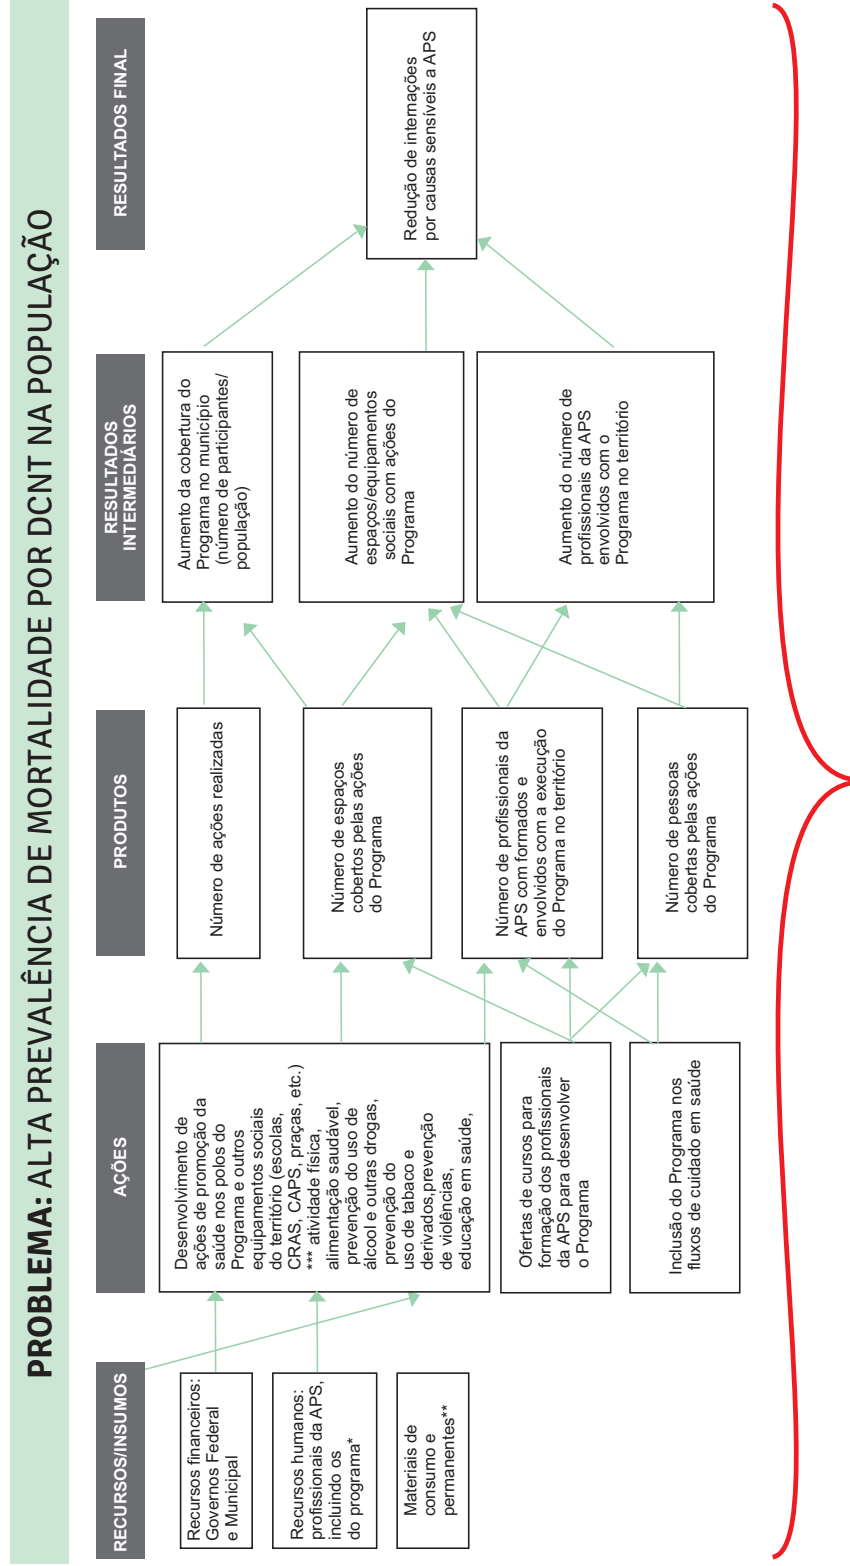 PROBLEMA: ALTA PREVALÊNCIA DE MORTALIDADE POR DCNT NA POPULAÇÃO
RECURSOS/INSUMOS
Recursos financeiros:
Governos Federal
e Municipal
Recursos humanos:
profissionais da APS,
incluindo os
do programa*
Materiais de
consumo e
permanentes**
AÇÕES
Desenvolvimento de
ações de promoção da
saúde nos polos do
Programa e outros
equipamentos sociais
do território (escolas,
CRAS, CAPS, praças, etc.)
*** atividade física,
alimentação saudável,
prevenção do uso de
álcool e outras drogas,
prevenção do
uso de tabaco e
derivados,prevenção
de violências,
educação em saúde,
Ofertas de cursos para
formação dos profissionais
da APS para desenvolver
o Programa
Inclusão do Programa nos
fluxos de cuidado em saúde
PRODUTOS
Número de ações realizadas
Número de espaços
cobertos pelas ações
do Programa
Número de profissionais da
APS com formados e
envolvidos com a execução
do Programa no território
Número de pessoas
cobertas pelas ações
do Programa
RESULTADOS
INTERMEDIÁRIOS
Aumento da cobertura do
Programa no município
(número de participantes/
população)
Aumento do número de
espaços/equipamentos
sociais com ações do
Programa
Aumento do número de
profissionais da APS
envolvidos com o
Programa no território
RESULTADOS FINAL
Redução de internações
por causas sensíveis a APS